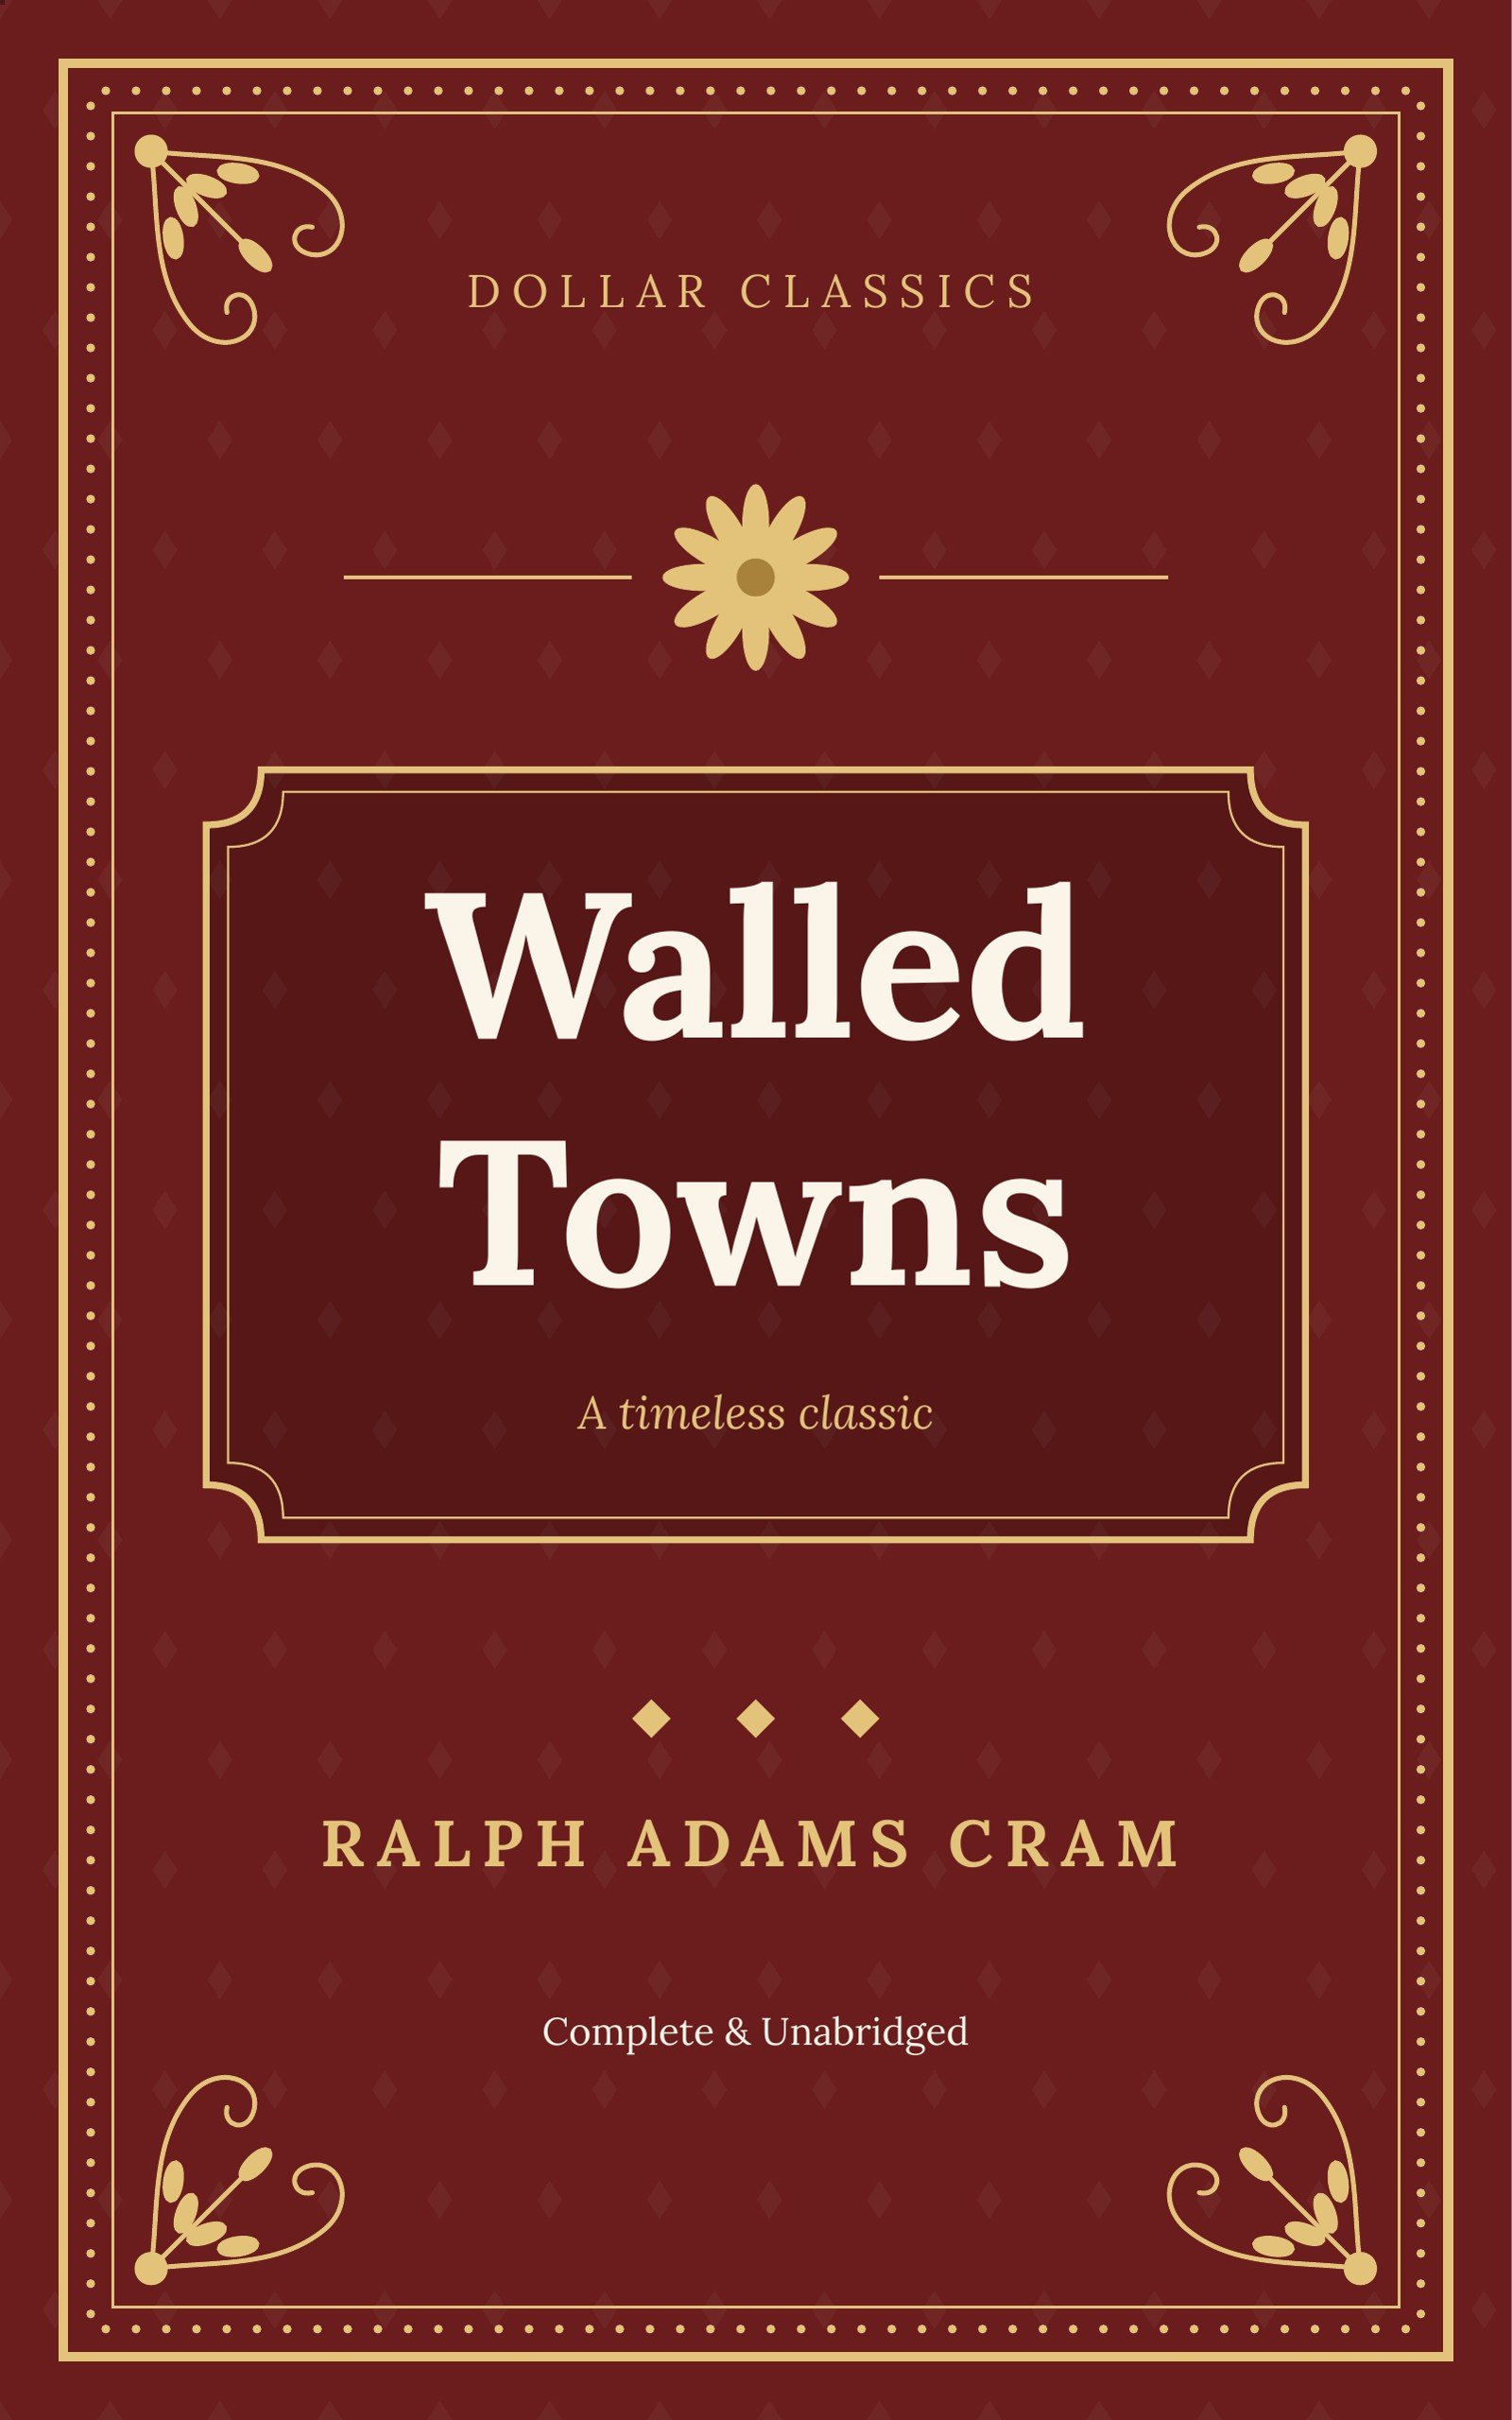 DOLLAR CLASSICS
Walled
Towns
A timeless classic
RALPH ADAMS CRAM
Complete & Unabridged